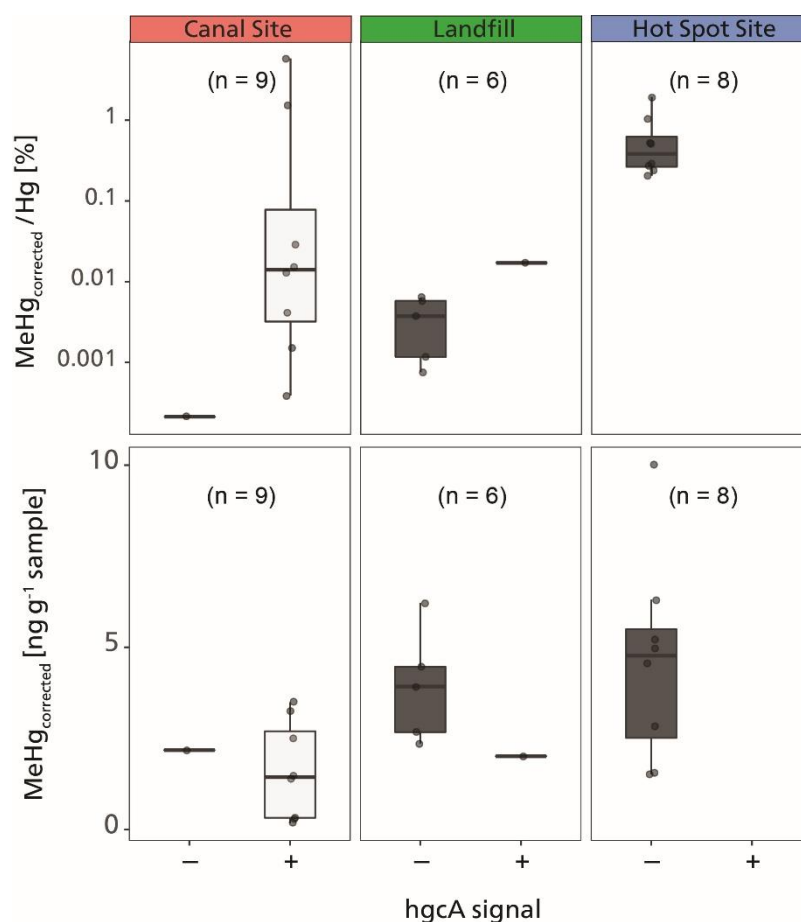 Canal Site
Landfill
Hot Spot Site
(n = 9)
(n = 6)
(n = 8)
MeHgcorrected /Hg [%]
1
0.1
0.01
0.001
(n = 9)
(n = 6)
(n = 8)
MeHgcorrected [ng g-1 sample]
10
5
0
– + – + – +
hgcA signal